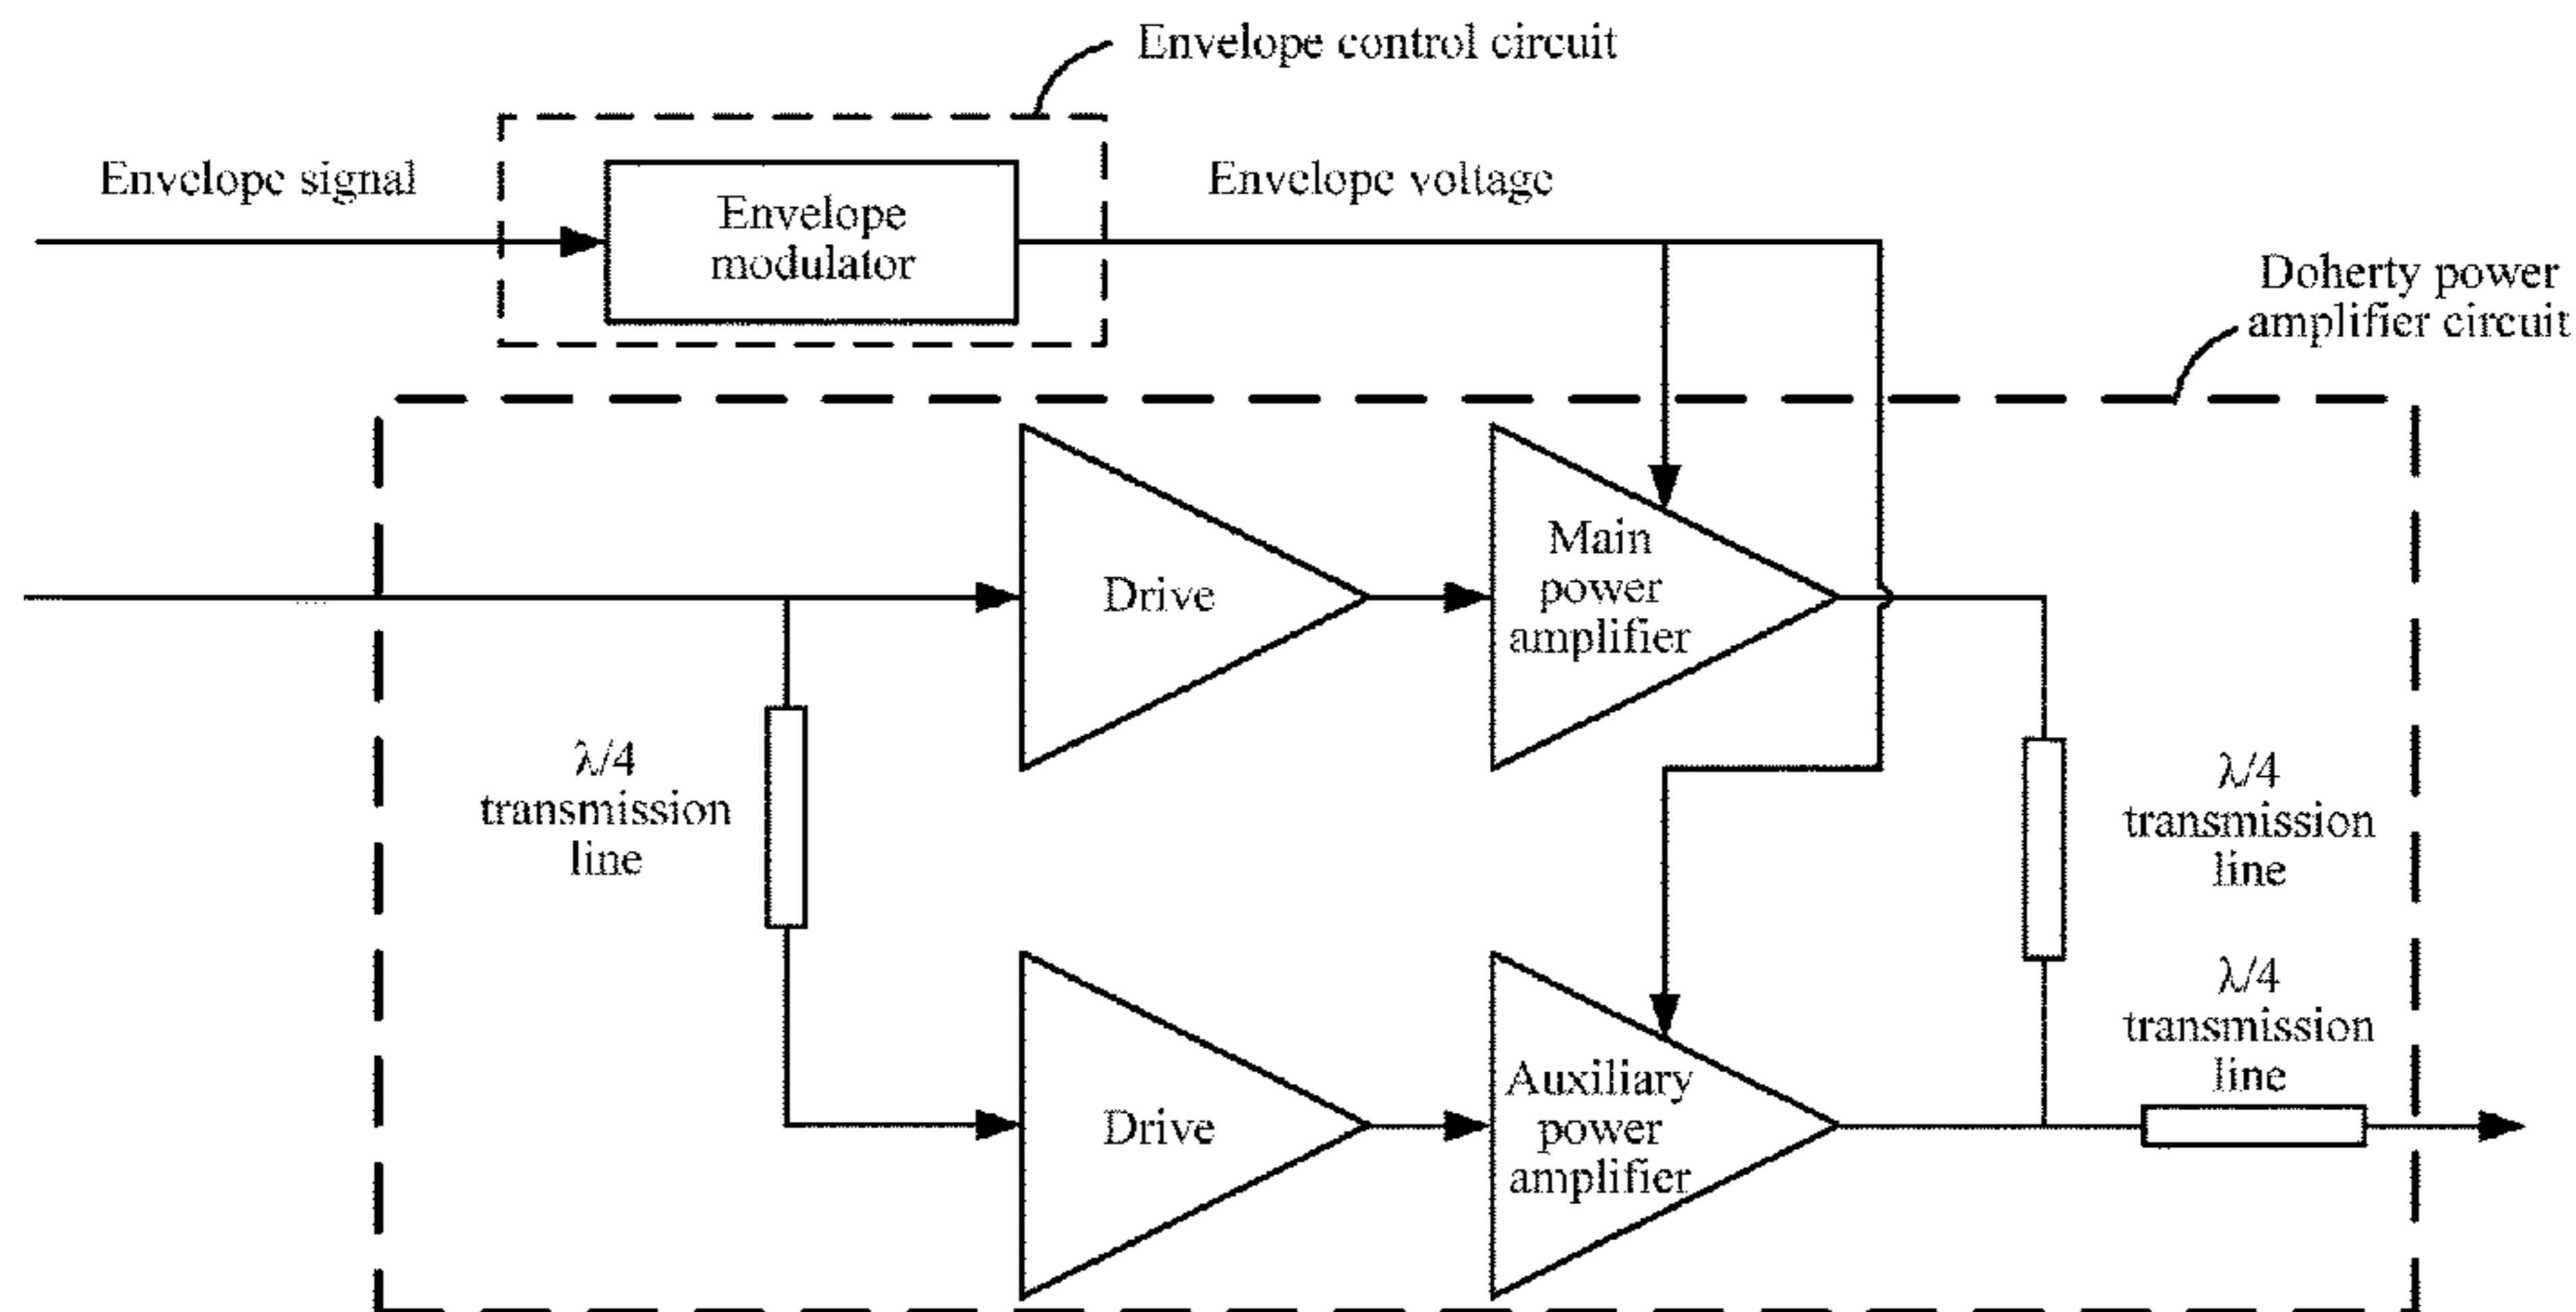 Envelope control circuit
Envelope signal
Envelope
modulator
Envelope voltage
Doherty power
amplifier circuit
Drive
Main
power
amplifier
λ/4
transmission
line
λ/4
transmission
line
Drive
Auxiliary
power
amplifier
λ/4
transmission
line